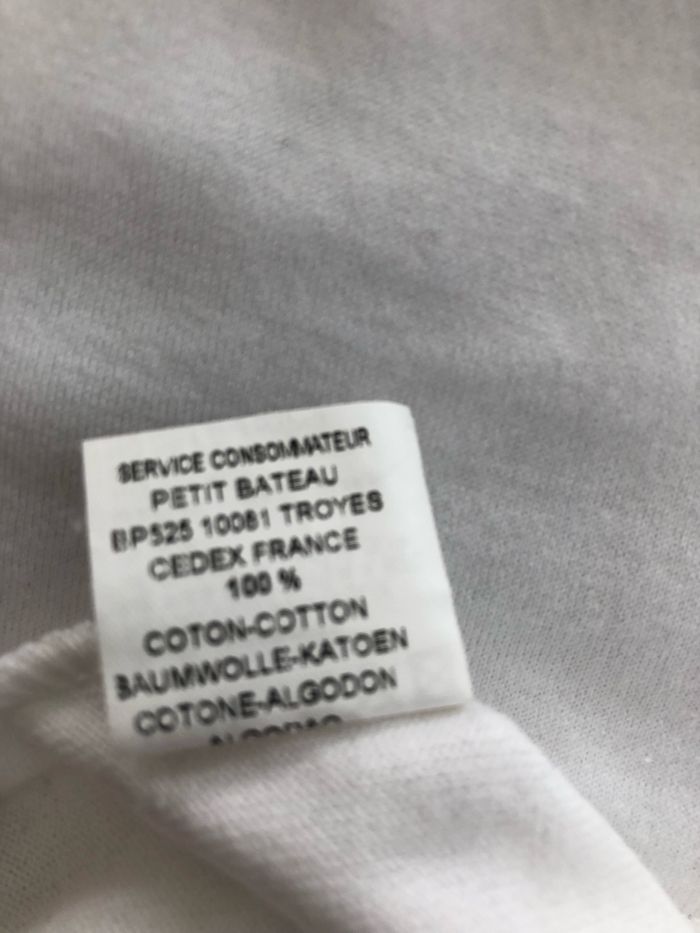 SERVICE CONSOMMATEUR
PETIT BATEAU
BP525 10081 TROYES
CEDEX FRANCE
100 %
COTON-COTTON
BAUMWOLLE-KATOEN
COTONE-ALGODON